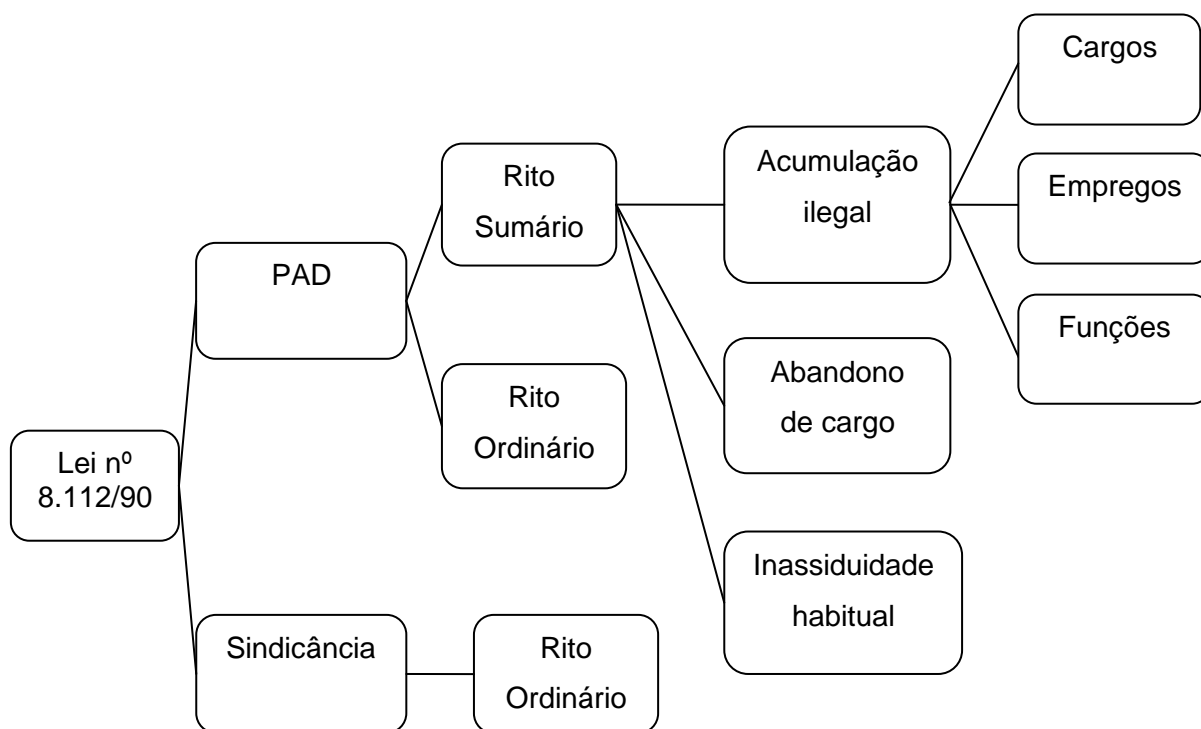 Lei nº
8.112/90
PAD
Sindicância
Rito
Sumário
Rito
Ordinário
Rito
Ordinário
Acumulação
ilegal
Abandono
de cargo
Inassiduidade
habitual
Cargos
Empregos
Funções